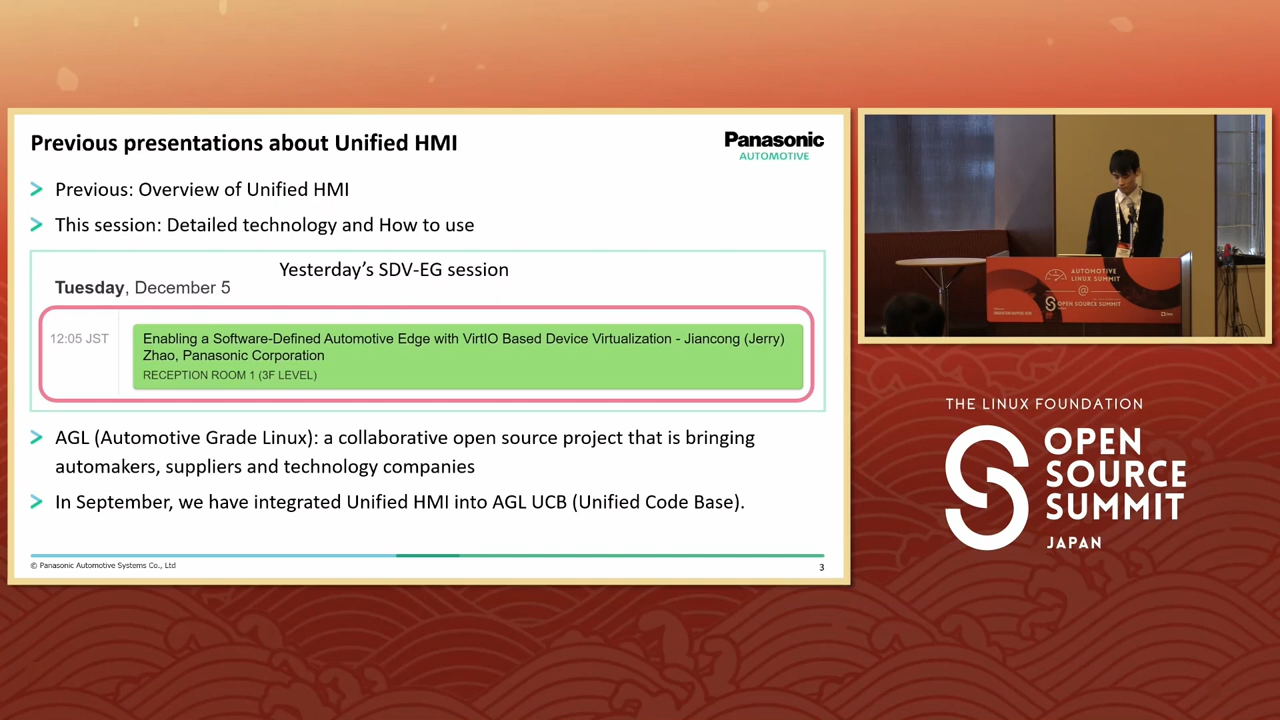 Previous presentations about Unified HMI
Panasonic
AUTOMOTIVE
Previous: Overview of Unified HMI
This session: Detailed technology and How to use
Yesterday's SDV-EG session
Tuesday, December 5
12:05 JST
Enabling a Software-Defined Automotive Edge with VirtIO Based Device Virtualization - Jiancong (Jerry)
Zhao, Panasonic Corporation
RECEPTION ROOM 1 (3F LEVEL)
AGL (Automotive Grade Linux): a collaborative open source project that is bringing
automakers, suppliers and technology companies
In September, we have integrated Unified HMI into AGL UCB (Unified Code Base).
© Panasonic Automotive Systems Co., Ltd
3
AUTOMOTIVE
LINUX SUMMIT
@
OPEN SOURCE SUMMIT
THE LINUX FOUNDATION
OPEN
SOURCE
SUMMIT
JAPAN